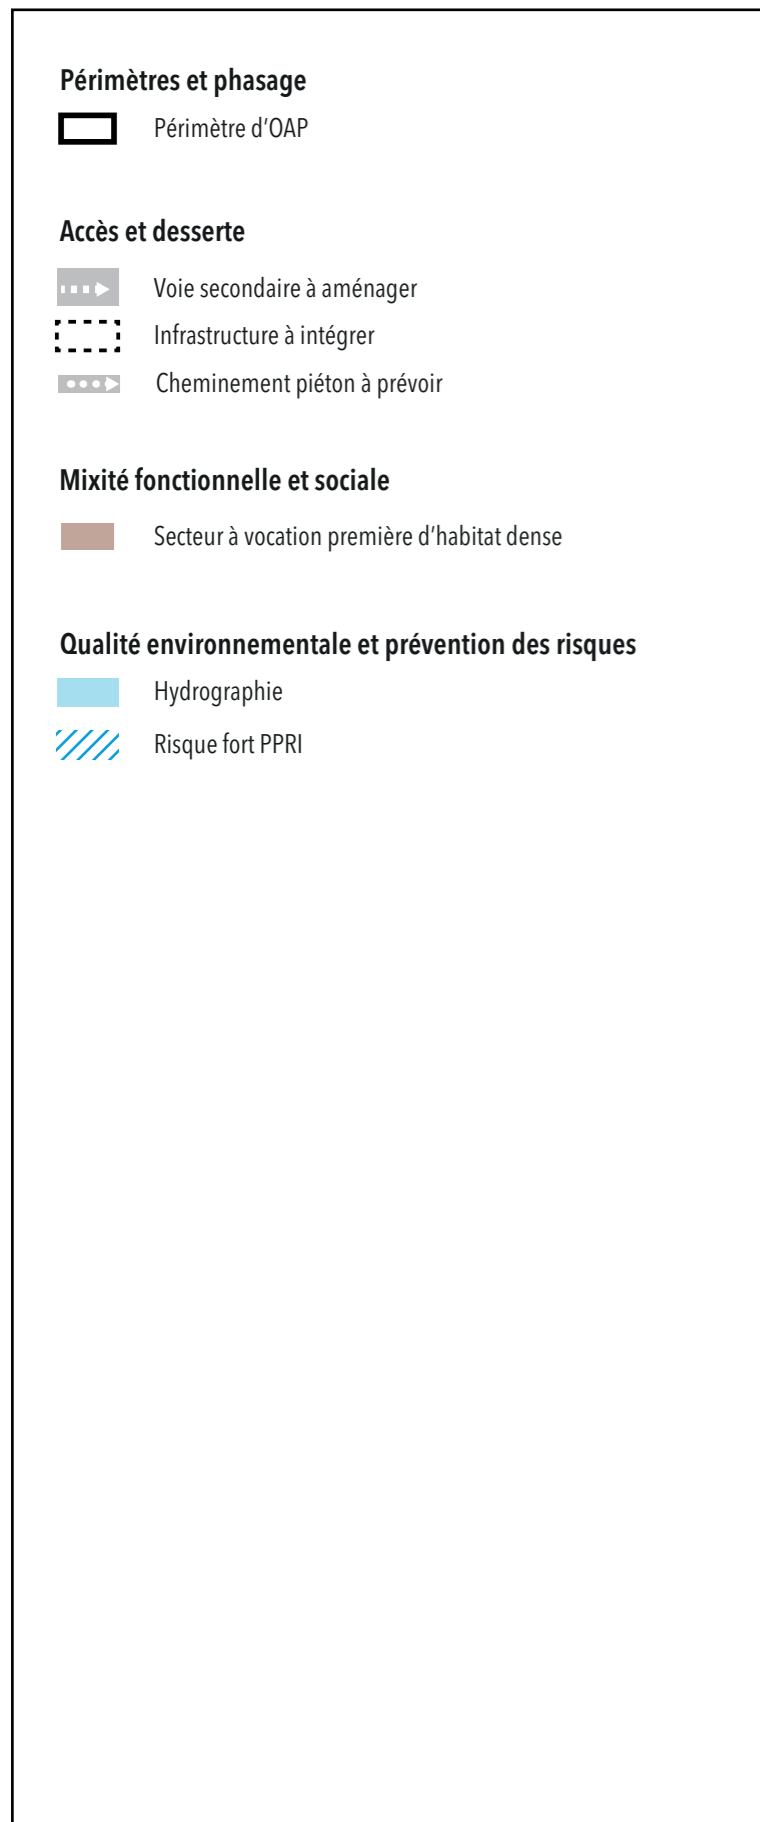 Périmètres et phasage
Périmètre d’OAP
Accès et desserte
Voie secondaire à aménager
Infrastructure à intégrer
Cheminement piéton à prévoir
Mixité fonctionnelle et sociale
Secteur à vocation première d’habitat dense
Qualité environnementale et prévention des risques
Hydrographie
Risque fort PPRI